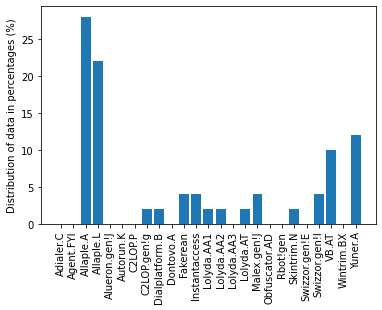 Distribution of data in percentages (%)
25
20
15
10
5
0
Adialer.C
Agent.FYI
Allaple.A
Allaple.L
Alueron.gen!J
Autorun.K
C2LOP.P
C2LOP.gen!g
Dialplatform.B
Dontovo.A
Fakerean
Instantaccess
Lolyda.AA1
Lolyda.AA2
Lolyda.AA3
Lolyda.AT
Malex.gen!J
Obfuscator.AD
Rbot!gen
Skintrim.N
Swizzor.gen!E
Swizzor.gen!I
VB.AT
Wintrim.BX
Yuner.A